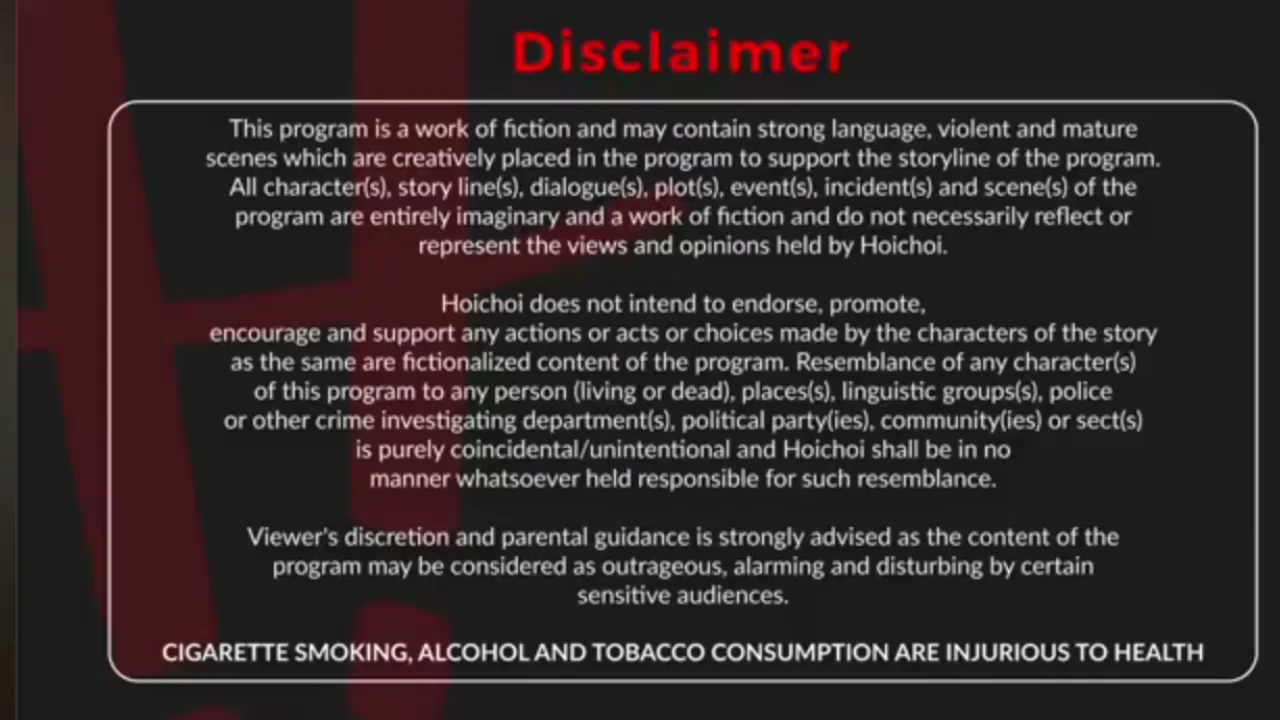 Disclaimer
This program is a work of fiction and may contain strong language, violent and mature
scenes which are creatively placed in the program to support the storyline of the program.
All character(s), story line(s), dialogue(s), plot(s), event(s), incident(s) and scene(s) of the
program are entirely imaginary and a work of fiction and do not necessarily reflect or
represent the views and opinions held by Hoichoi.
Hoichoi does not intend to endorse, promote,
encourage and support any actions or acts or choices made by the characters of the story
as the same are fictionalized content of the program. Resemblance of any character(s)
of this program to any person (living or dead), places(s), linguistic groups(s), police
or other crime investigating department(s), political party(ies), community(ies) or sect(s)
is purely coincidental/unintentional and Hoichoi shall be in no
manner whatsoever held responsible for such resemblance.
Viewer's discretion and parental guidance is strongly advised as the content of the
program may be considered as outrageous, alarming and disturbing by certain
sensitive audiences.
CIGARETTE SMOKING, ALCOHOL AND TOBACCO CONSUMPTION ARE INJURIOUS TO HEALTH